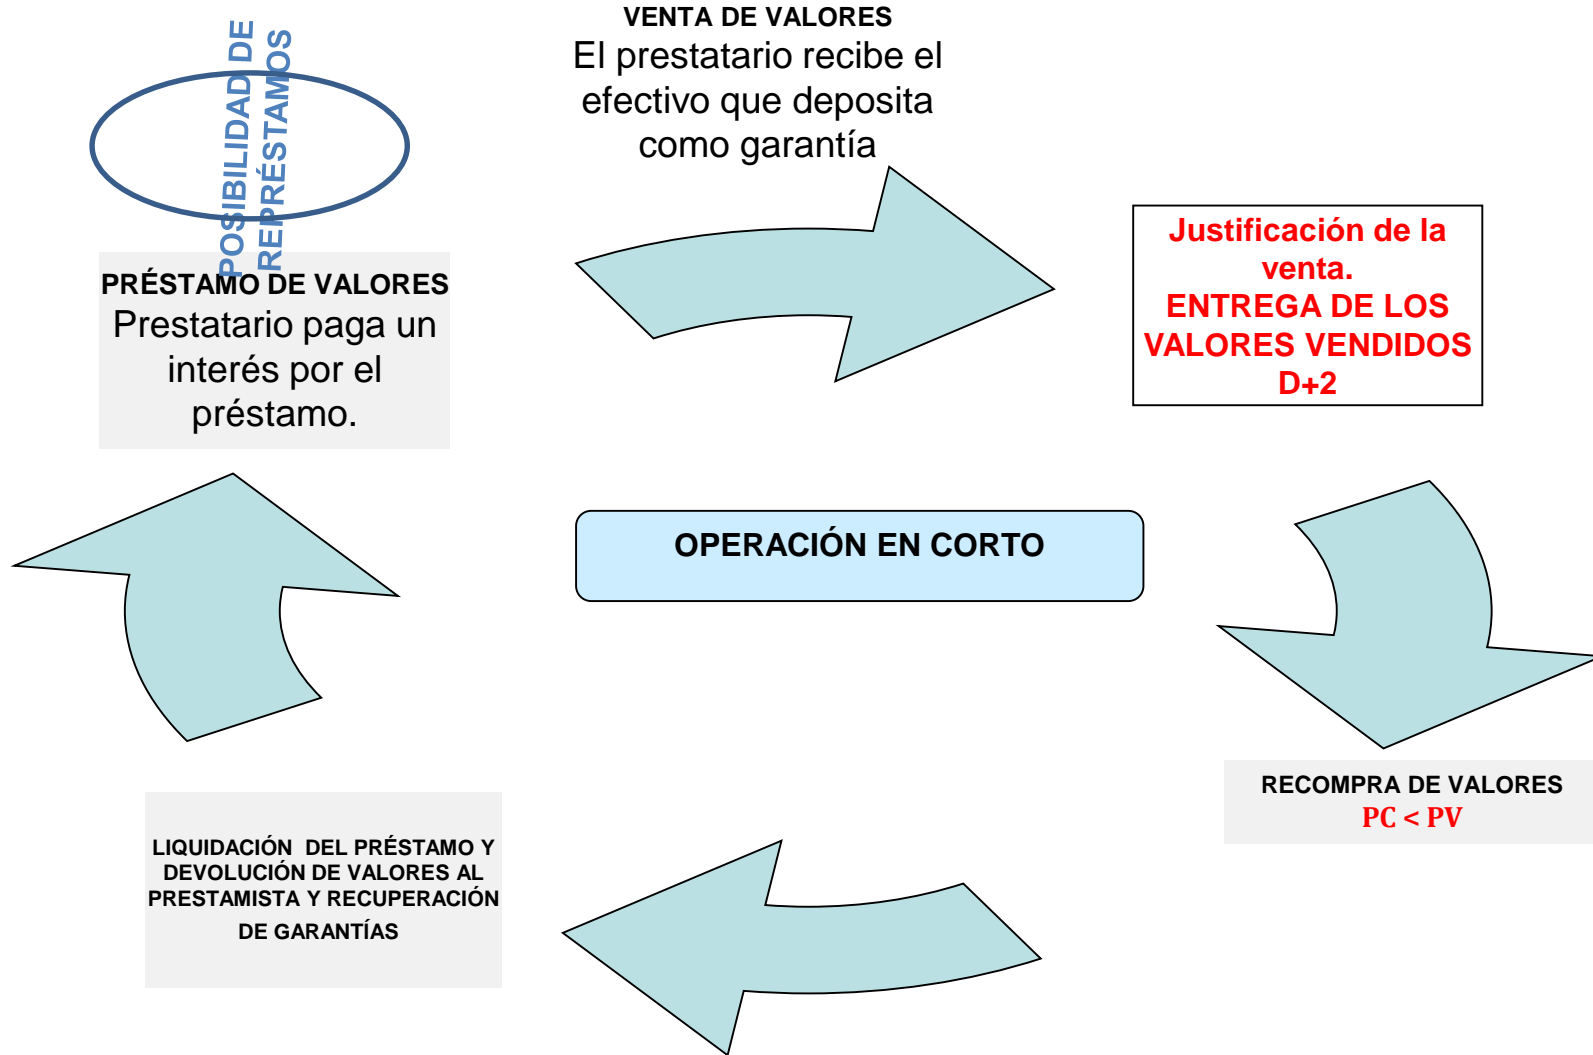 POSIBILIDAD DE
REPRÉSTAMOS
VENTA DE VALORES
El prestatario recibe el
efectivo que deposita
como garantía
Justificación de la
venta.
ENTREGA DE LOS
VALORES VENDIDOS
D+2
PRÉSTAMO DE VALORES
Prestatario paga un
interés por el
préstamo.
OPERACIÓN EN CORTO
RECOMPRA DE VALORES
PC < PV
LIQUIDACIÓN DEL PRÉSTAMO Y
DEVOLUCIÓN DE VALORES AL
PRESTAMISTA Y RECUPERACIÓN
DE GARANTÍAS